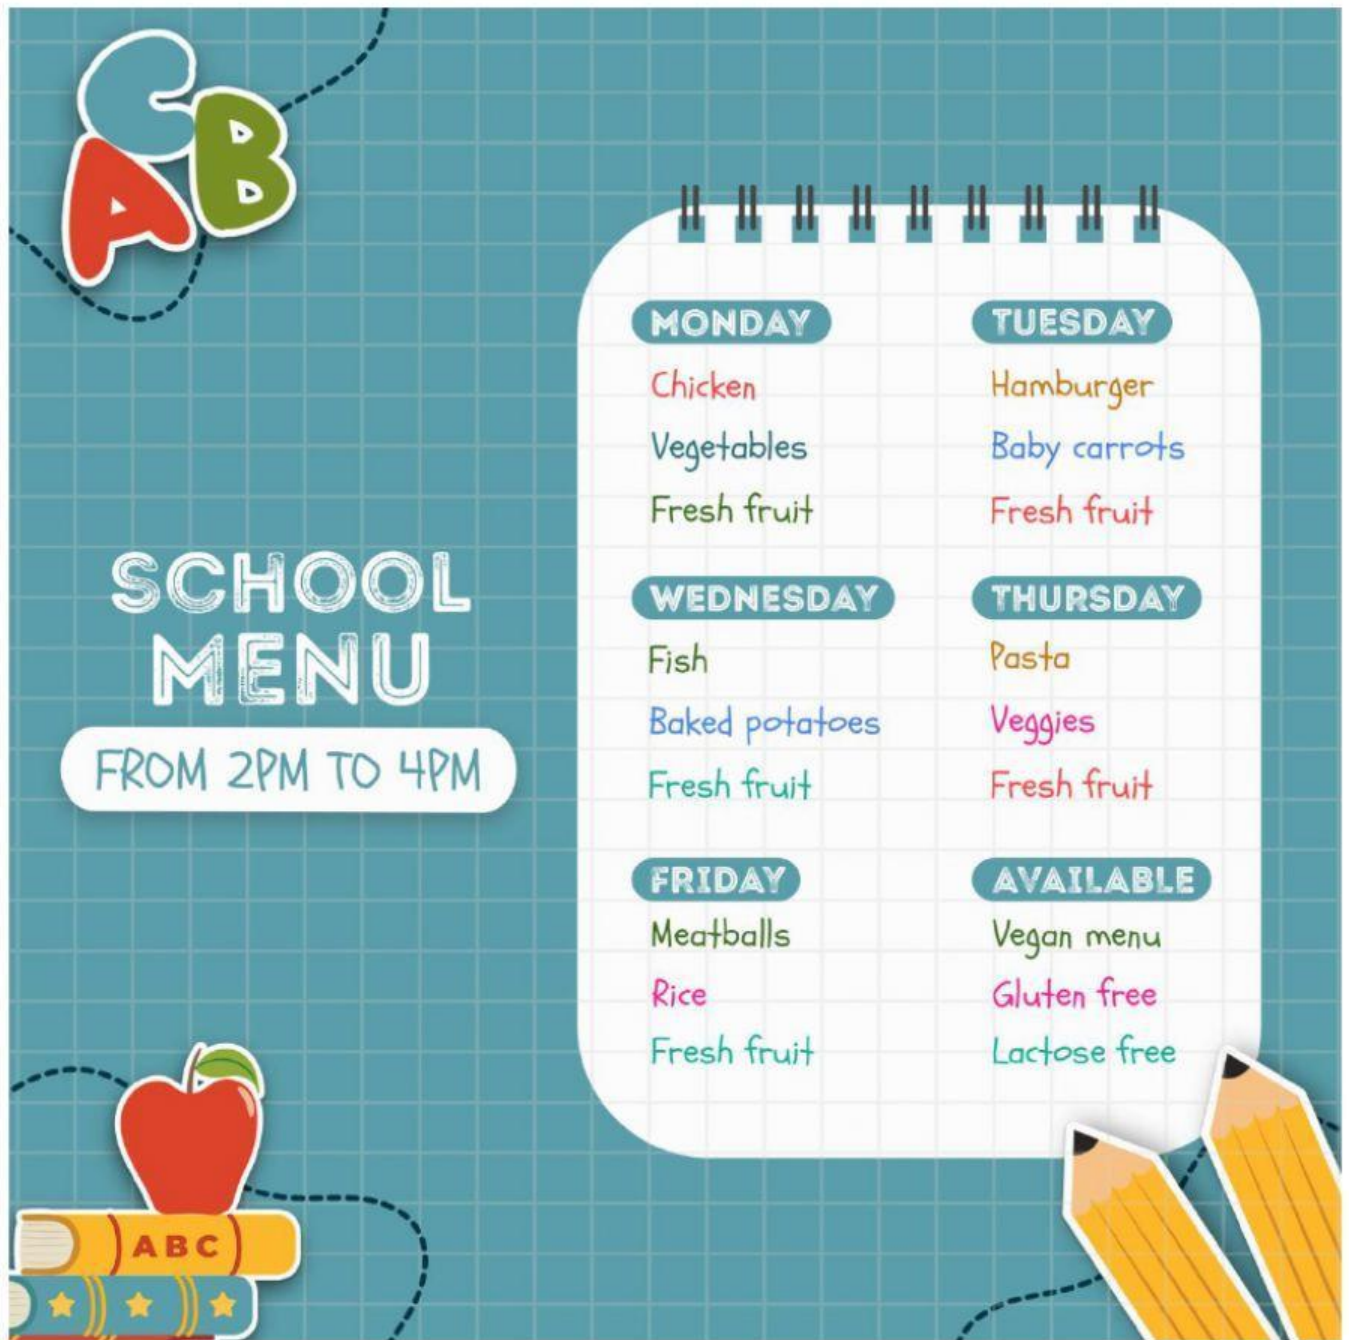 C
A B
SCHOOL
MENU
FROM 2PM TO 4PM
MONDAY
Chicken
Vegetables
Fresh fruit
TUESDAY
Hamburger
Baby carrots
Fresh fruit
WEDNESDAY
Fish
Baked potatoes
Fresh fruit
THURSDAY
Pasta
Veggies
Fresh fruit
FRIDAY
Meatballs
Rice
Fresh fruit
AVAILABLE
Vegan menu
Gluten free
Lactose free
ABC